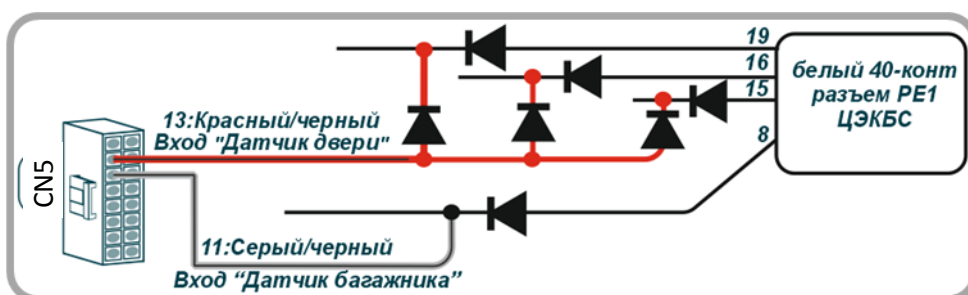 19
16
15
8
белый 40-конт
разъем PE1
ЦЭКБС
13:Красный/черный
Вход "Датчик двери"
CN5
11:Серый/черный
Вход “Датчик багажника”